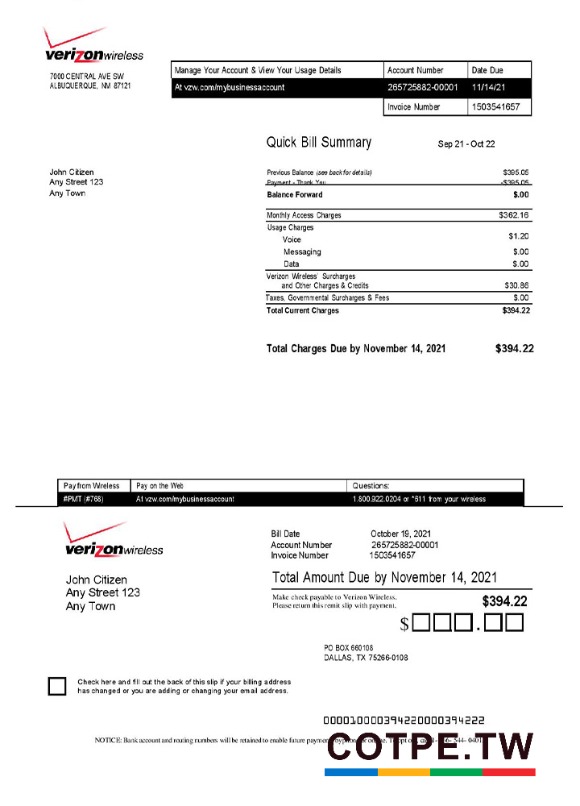 verizonwireless
7000 CENTRAL AVE SW
ALBUQUERQUE, NM 87121
Manage Your Account & View Your Usage Details Account Number Date Due
At vzw.com/mybusinessaccount 265725882-00001 11/14/21
Invoice Number 1503541657
Quick Bill Summary Sep 21 - Oct 22
John Citizen
Any Street 123
Any Town
Previous Balance (see back for details) $395.05
Payment - Thank You -$395.05
Balance Forward $.00
Monthly Access Charges $362.16
Usage Charges
Voice $1.20
Messaging $.00
Data $.00
Verizon Wireless' Surcharges
and Other Charges & Credits $30.86
Taxes, Governmental Surcharges & Fees $.00
Total Current Charges $394.22
Total Charges Due by November 14, 2021 $394.22
Pay from Wireless Pay on the Web Questions:
#PMT (#768) At vzw.com/mybusinessaccount 1.800.922.0204 or *611 from your wireless
verizonwireless
Bill Date October 19, 2021
Account Number 265725882-00001
Invoice Number 1503541657
John Citizen
Any Street 123
Any Town
Total Amount Due by November 14, 2021
Make check payable to Verizon Wireless.
Please return this remit slip with payment.
$394.22
$ .
PO BOX 660108
DALLAS, TX 75266-0108
Check here and fill out the back of this slip if your billing address
has changed or you are adding or changing your email address.
0000100003942200003 94222
NOTICE: Bank account and routing numbers will be retained to enable future payments
COTPE.TW